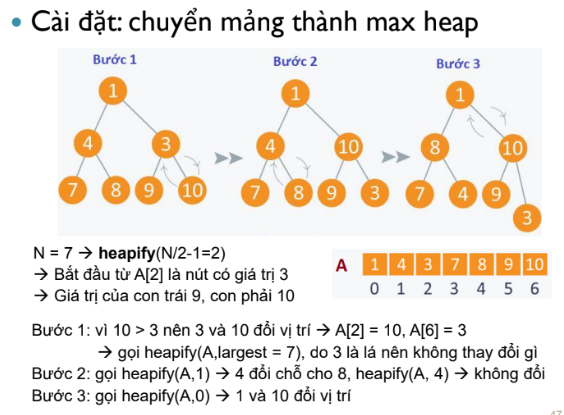 • Cài đặt: chuyển mảng thành max heap
Bước 1
Bước 2
Bước 3
1
4 3
7 8 9 10
1
4 10
7 8 9 3
1
8 10
7 4 9
3
N = 7 → heapify(N/2-1=2)
→ Bắt đầu từ A[2] là nút có giá trị 3
→ Giá trị của con trái 9, con phải 10
A 1 4 3 7 8 9 10
0 1 2 3 4 5 6
Bước 1: vì 10 > 3 nên 3 và 10 đổi vị trí → A[2] = 10, A[6] = 3
→ gọi heapify(A,largest = 7), do 3 là lá nên không thay đổi gì
Bước 2: gọi heapify(A,1) → 4 đổi chỗ cho 8, heapify(A, 4) → không đổi
Bước 3: gọi heapify(A,0) → 1 và 10 đổi vị trí